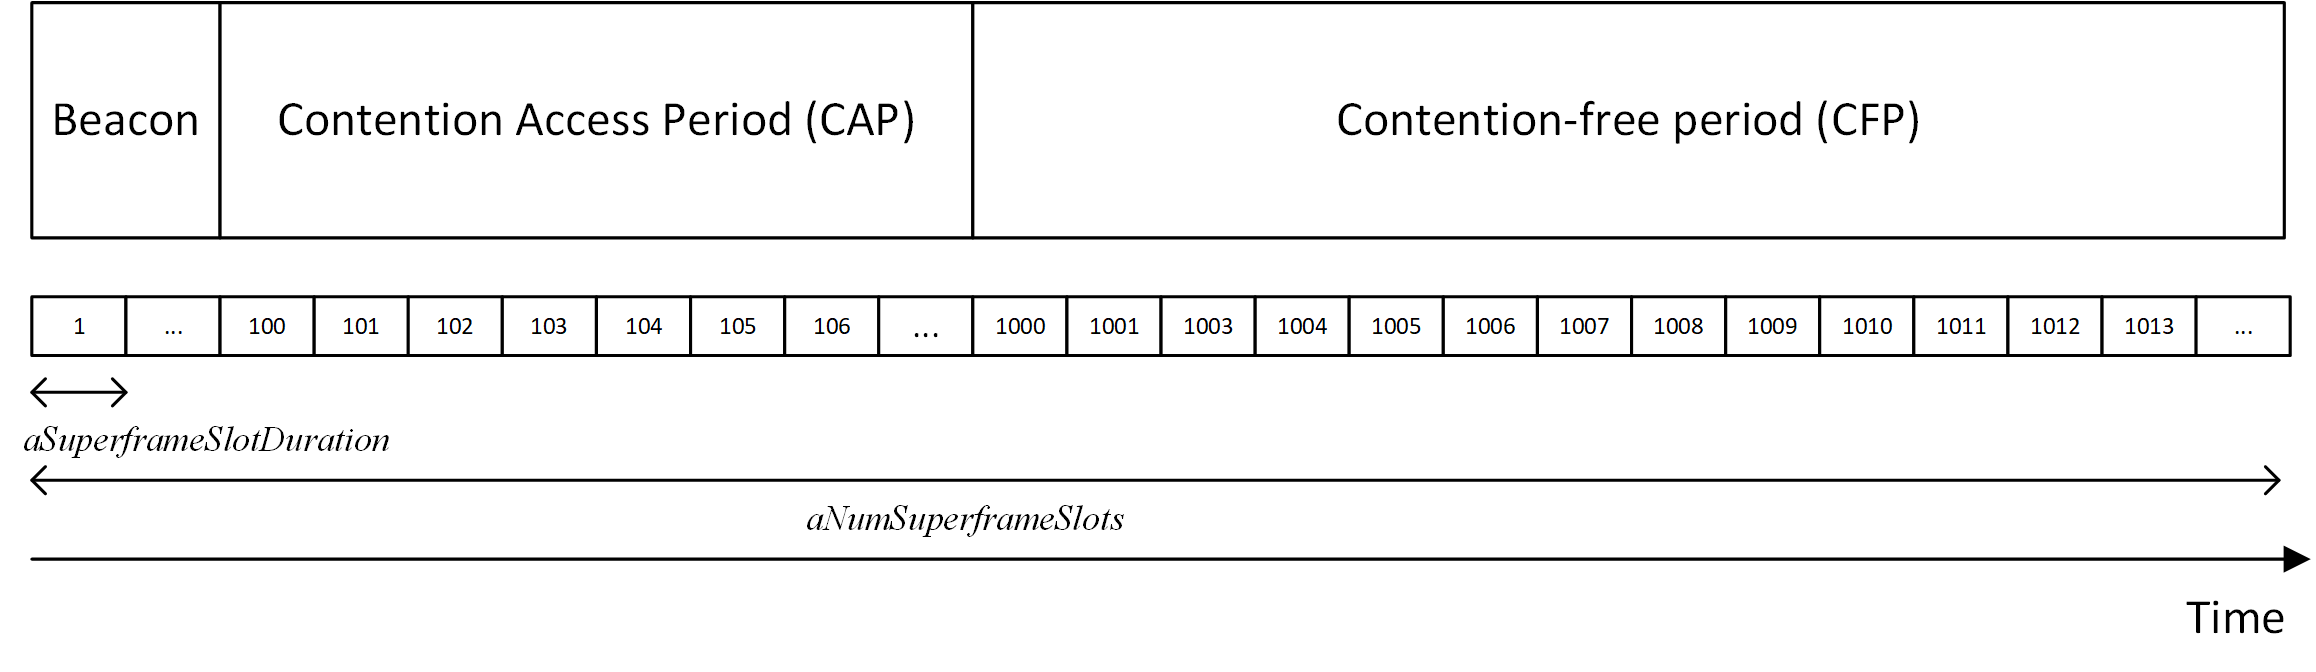 Beacon Contention Access Period (CAP) Contention-free period (CFP)
1 ... 100 101 102 103 104 105 106 ... 1000 1001 1003 1004 1005 1006 1007 1008 1009 1010 1011 1012 1013 ...
aSuperframeSlotDuration
aNumSuperframeSlots
Time